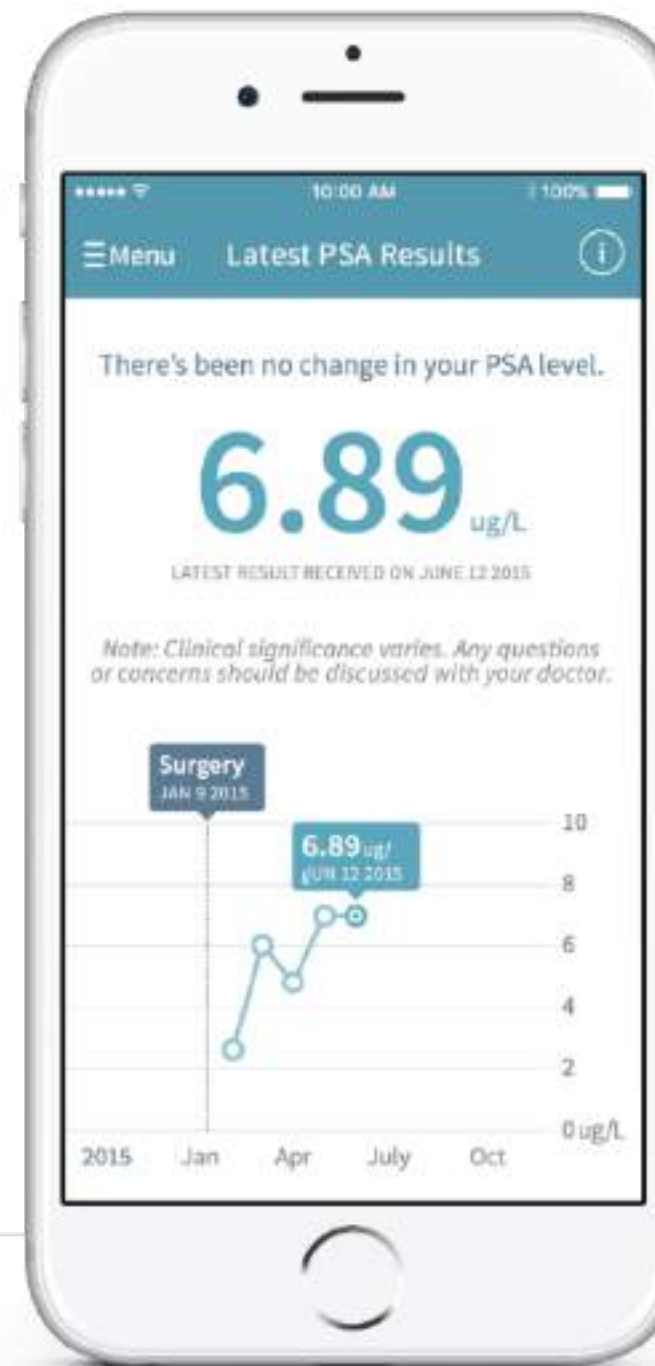 10:00 AM 100%
Menu Latest PSA Results i
There's been no change in your PSA level.
6.89 ug/L
LATEST RESULT RECEIVED ON JUNE 12 2015
Note: Clinical significance varies. Any questions
or concerns should be discussed with your doctor.
Surgery
JAN 9 2015
10
6.89 ug/
JUN 12 2015
8
6
4
2
0 ug/L
2015 Jan Apr July Oct